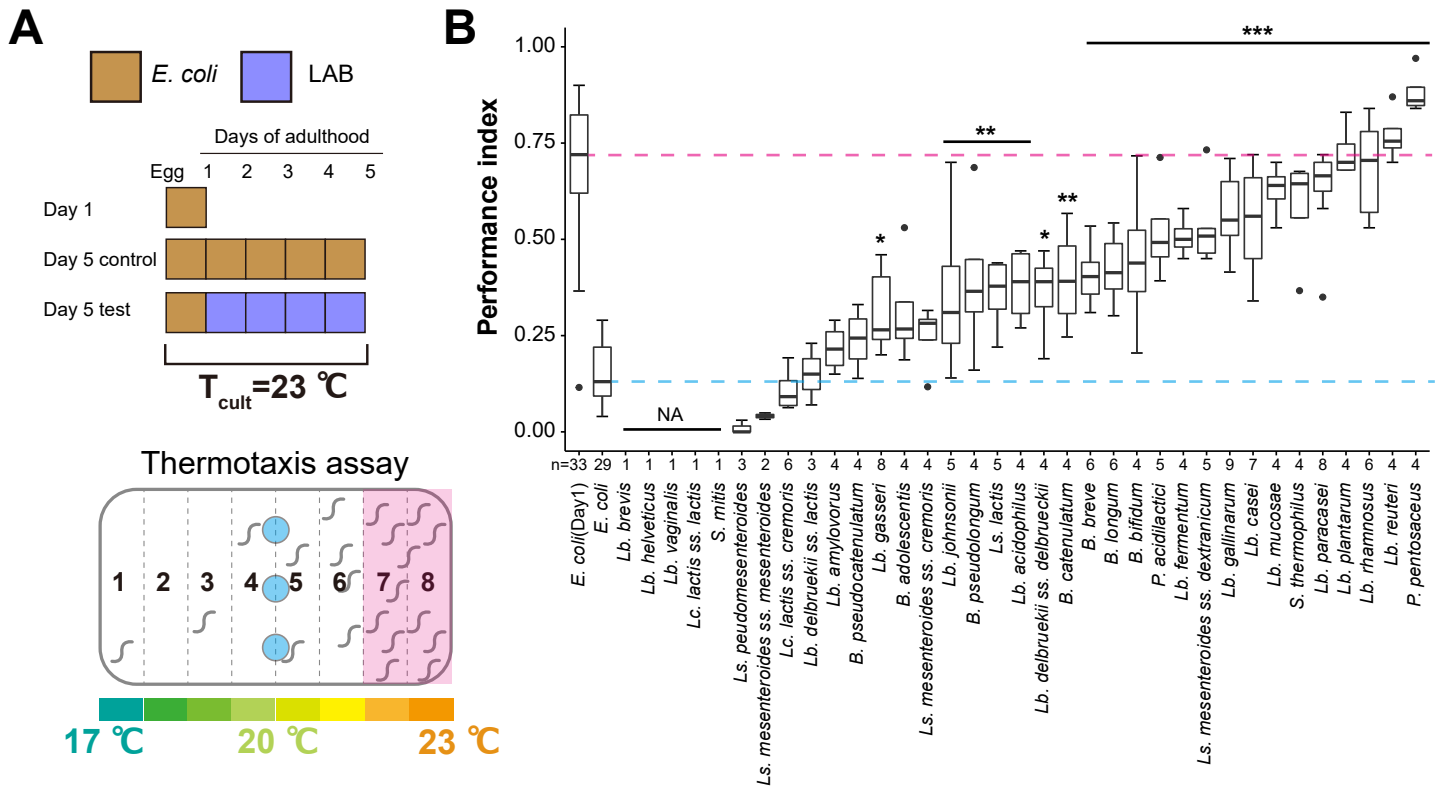 A
E. coli
LAB
Days of adulthood
Egg 1 2 3 4 5
Day 1
Day 5 control
Day 5 test
Tcult=23 ℃
Thermotaxis assay
1 2 3 4 5 6 7 8
17 ℃ 20 ℃ 23 ℃
B
Performance index
1.00
0.75
0.50
0.25
0.00
***
**
*
*
**
NA
n=33 29 1 1 1 1 1 3 2 6 3 4 4 8 4 4 5 4 5 4 4 4 6 6 4 5 4 5 9 7 4 4 8 4 6 4 4
E. coli(Day1)
E. coli
Lb. brevis
Lb. helveticus
Lb. vaginalis
Lc. lactis ss. lactis
S. mitis
Ls. peudomesenteroides
Ls. mesenteroides ss. mesenteroides
Lc. lactis ss. cremoris
Lb. delbruekii ss. lactis
Lb. amylovorus
B. pseudocatenulatum
Lb. gasseri
B. adolescentis
Ls. mesenteroides ss. cremoris
Lb. johnsonii
B. pseudolongum
Ls. lactis
Lb. acidophilus
Lb. delbruekii ss. delbrueckii
B. catenulatum
B. breve
B. longum
B. bifidum
P. acidilactici
Lb. fermentum
Ls. mesenteroides ss. dextranicum
Lb. gallinarum
Lb. casei
Lb. mucosae
S. thermophilus
Lb. paracasei
Lb. plantarum
Lb. rhamnosus
Lb. reuteri
P. pentosaceus